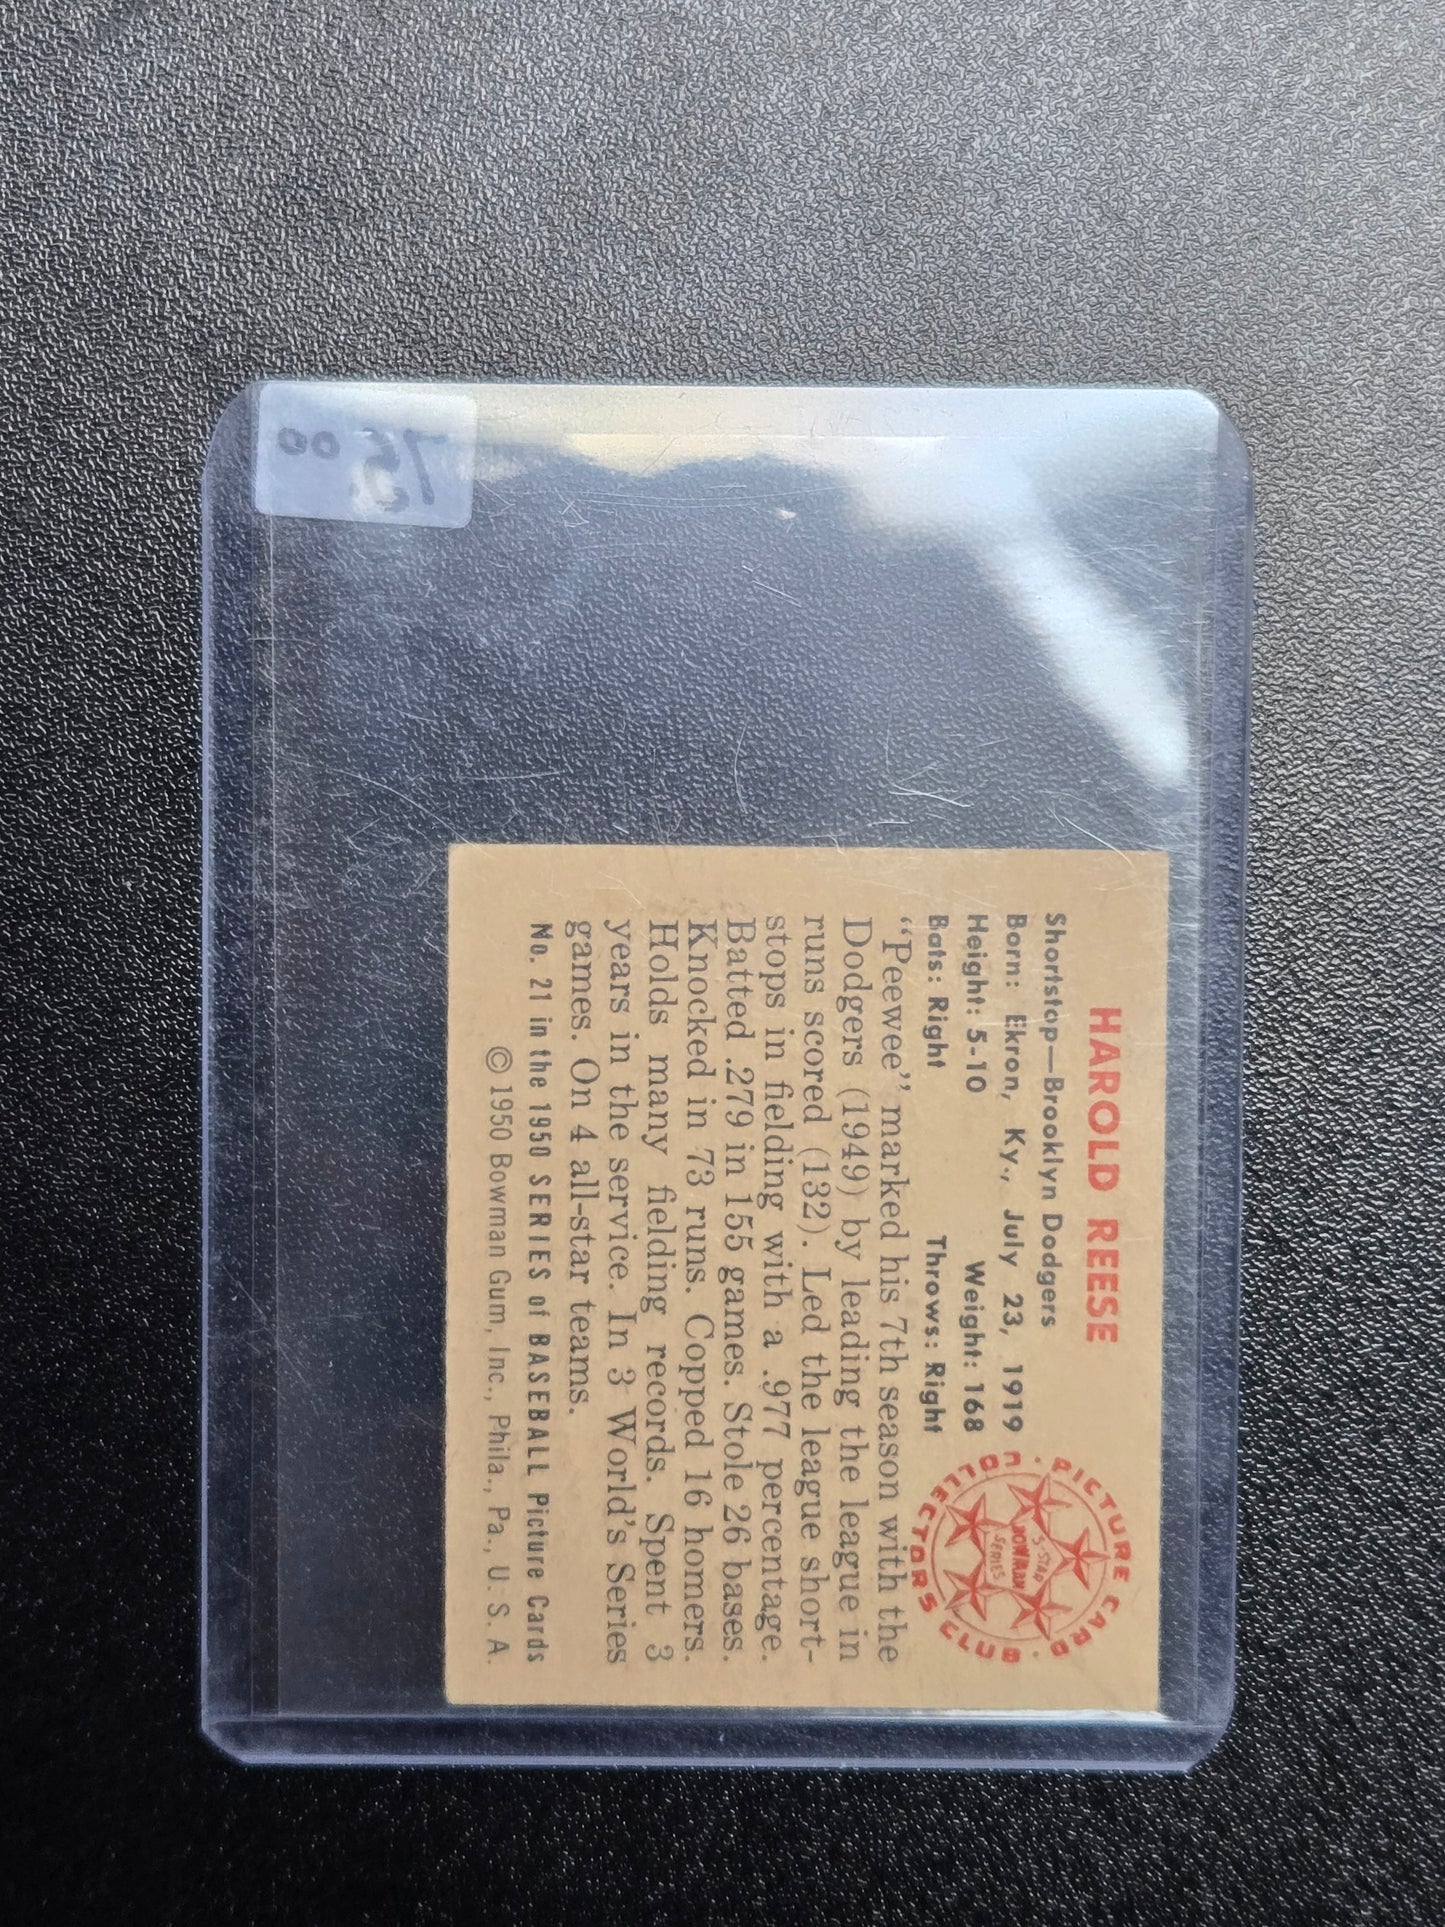 75.00
HAROLD REESE
Shortstop—Brooklyn Dodgers
Born: Ekron, Ky., July 23, 1919
Height: 5-10 Weight: 168
Bats: Right Throws: Right
PICTURE CARD
COLLECTORS CLUB
5-STAR
BOWMAN
SERIES
"Peewee" marked his 7th season with the
Dodgers (1949) by leading the league in
runs scored (132). Led the league short-
stops in fielding with a .977 percentage.
Batted .279 in 155 games. Stole 26 bases.
Knocked in 73 runs. Copped 16 homers.
Holds many fielding records. Spent 3
years in the service. In 3 World's Series
games. On 4 all-star teams.
No. 21 in the 1950 SERIES of BASEBALL Picture Cards
© 1950 Bowman Gum, Inc., Phila., Pa., U. S. A.